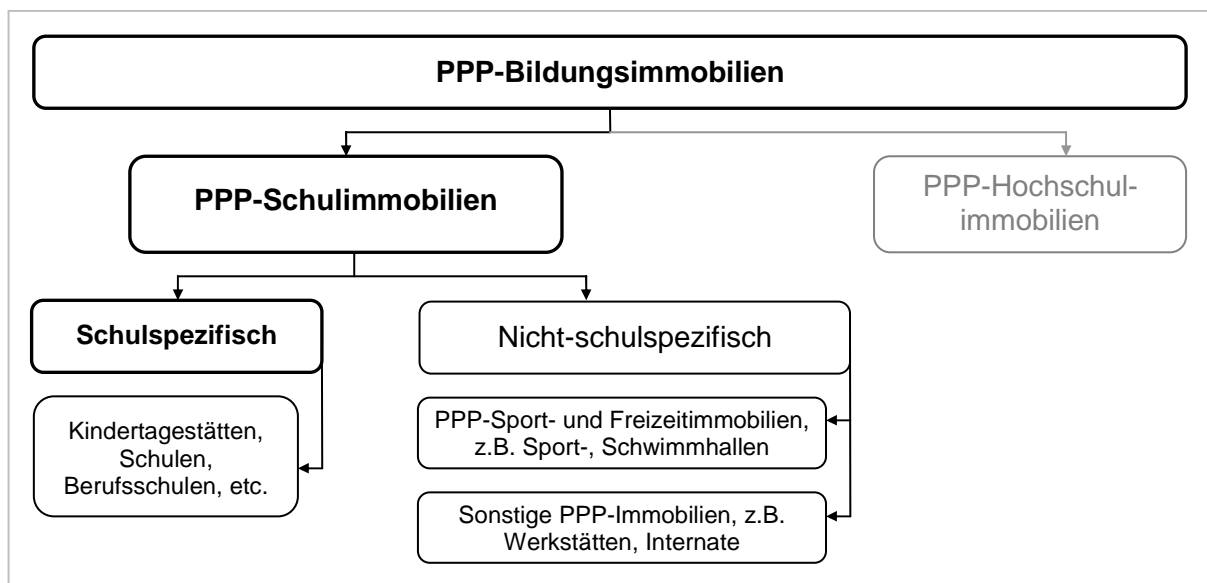 PPP-Bildungsimmobilien
PPP-Schulimmobilien
PPP-Hochschul-
immobilien
Schulspezifisch
Nicht-schulspezifisch
Kindertagestätten,
Schulen,
Berufsschulen, etc.
PPP-Sport- und Freizeitimmobilien,
z.B. Sport-, Schwimmhallen
Sonstige PPP-Immobilien, z.B.
Werkstätten, Internate